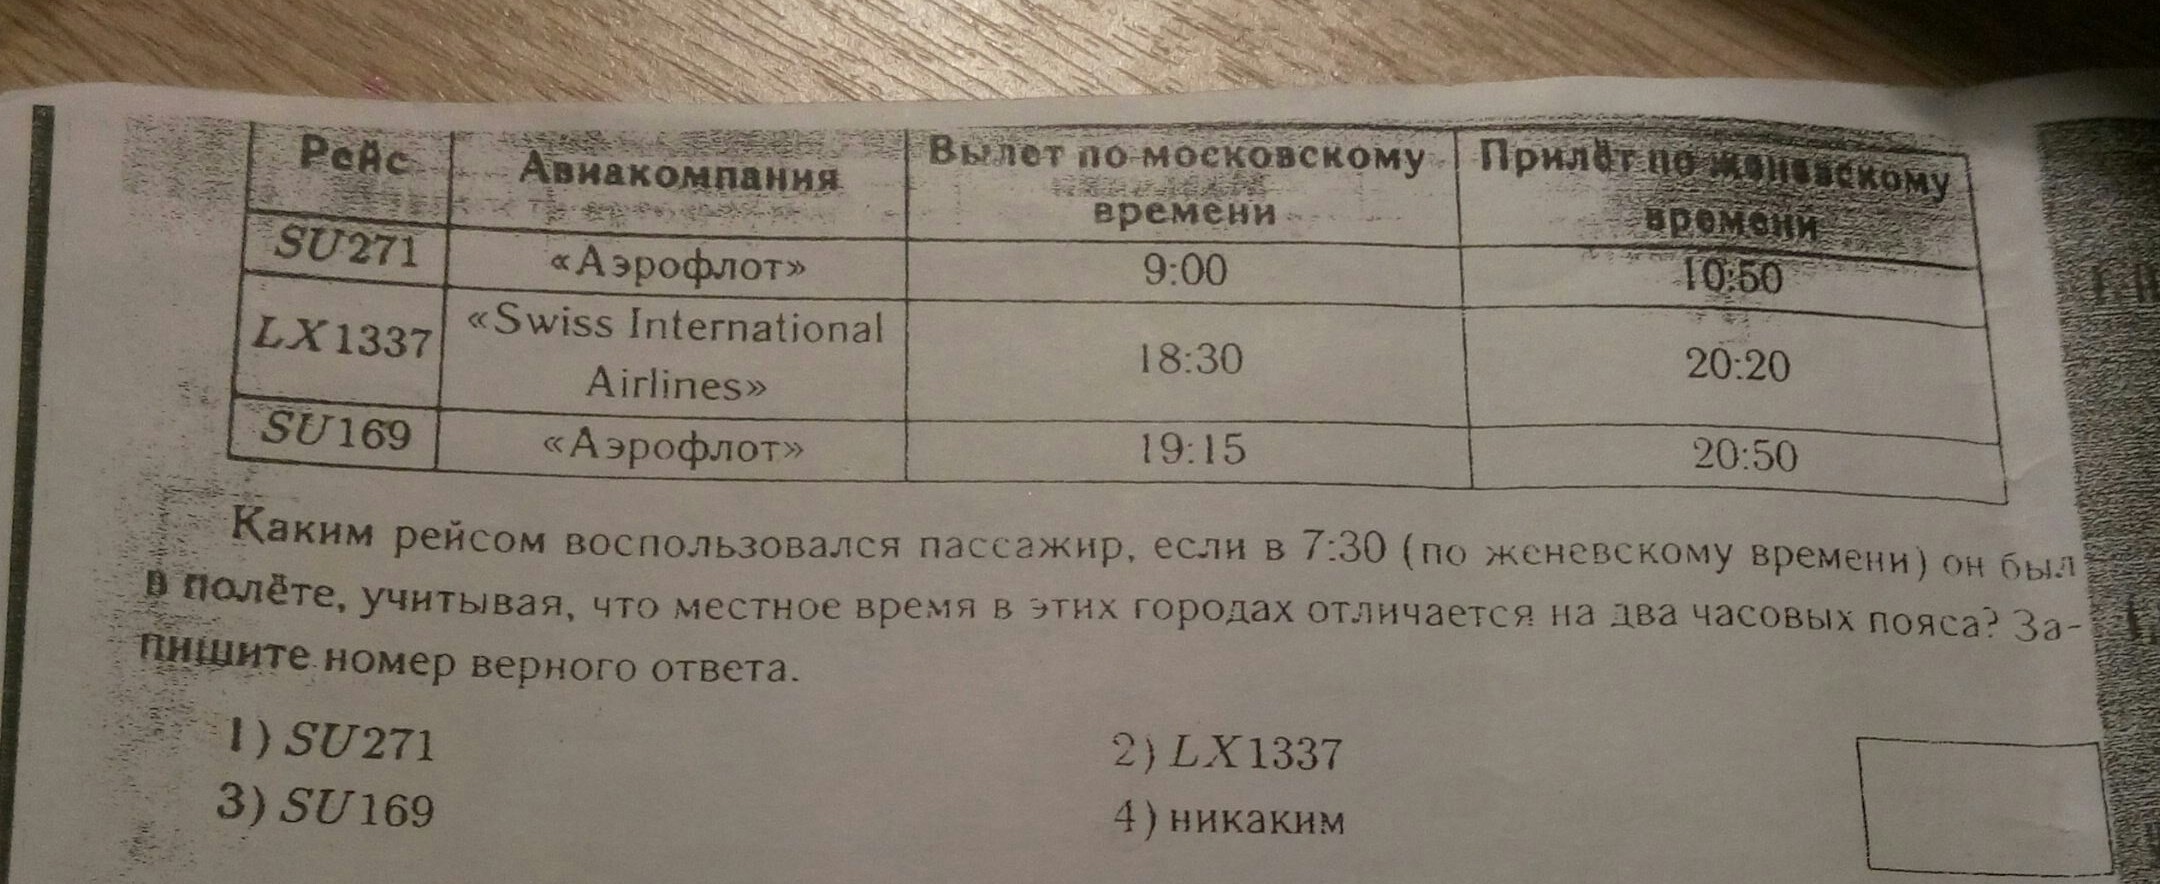 Рейс Авиакомпания Вылет по московскому времени Прилёт по женевскому времени
SU271 «Аэрофлот» 9:00 10:50
LX1337 «Swiss International Airlines» 18:30 20:20
SU169 «Аэрофлот» 19:15 20:50
Каким рейсом воспользовался пассажир, если в 7:30 (по женевскому времени) он был
в полёте, учитывая, что местное время в этих городах отличается на два часовых пояса? За-
пишите номер верного ответа.
1) SU271 2) LX1337
3) SU169 4) никаким